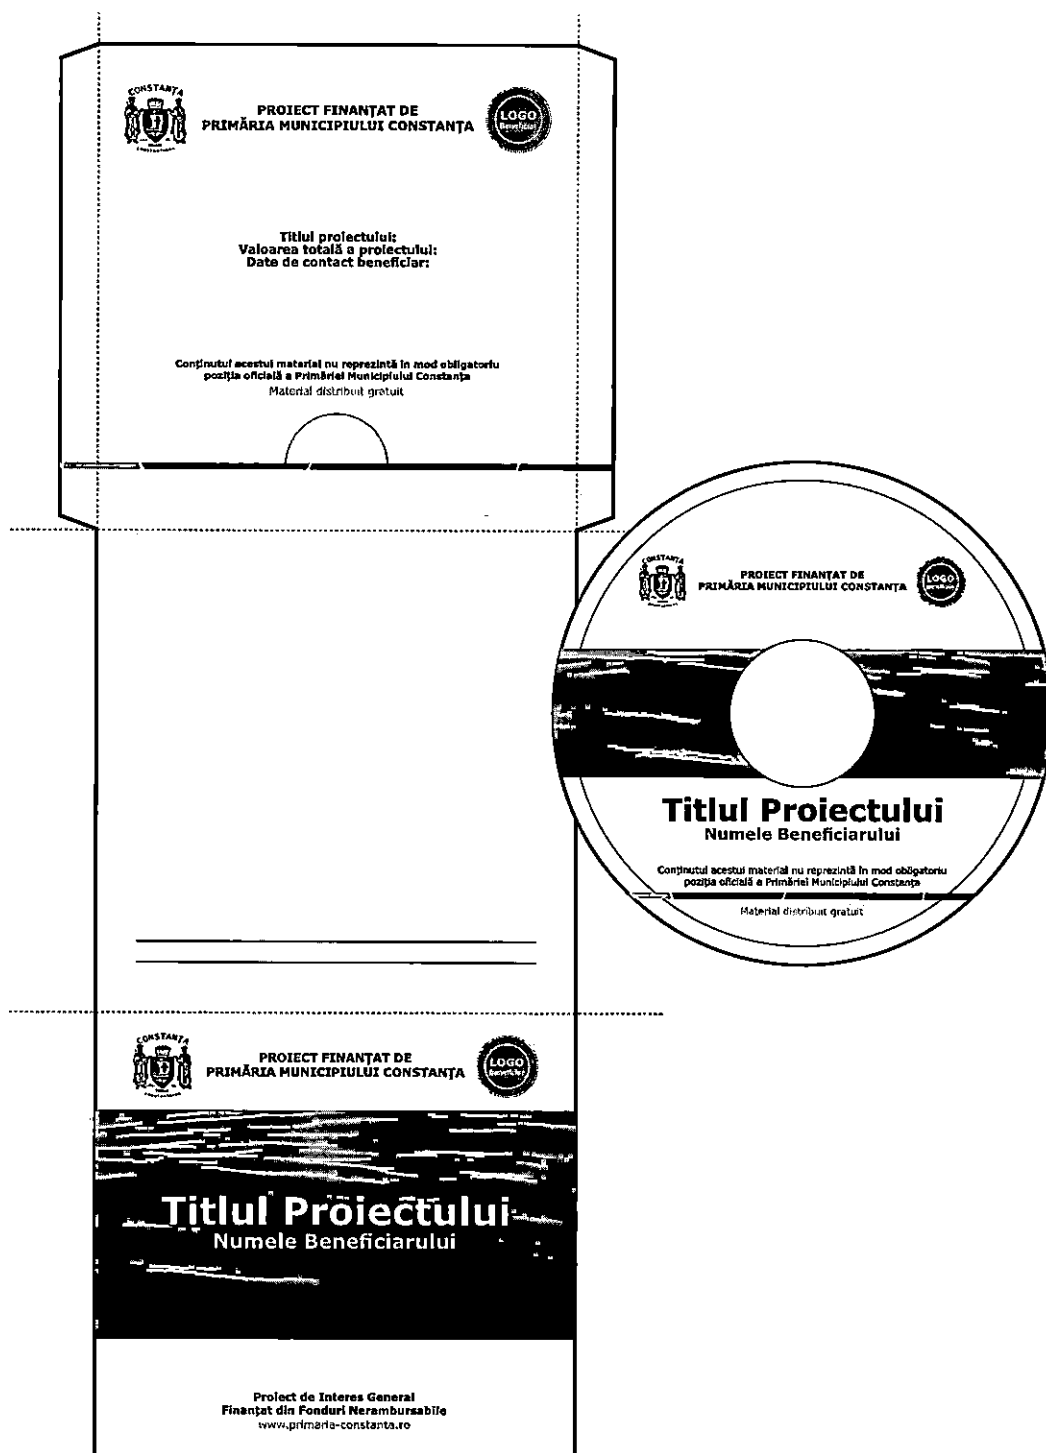 CONSTANȚA
PROIECT FINANȚAT DE
PRIMĂRIA MUNICIPIULUI CONSTANȚA
LOGO
Beneficiar
Titlul proiectului:
Valoarea totală a proiectului:
Date de contact beneficiar:
Conținutul acestui material nu reprezintă în mod obligatoriu
poziția oficială a Primăriei Municipiului Constanța
Material distribuit gratuit
CONSTANȚA
PROIECT FINANȚAT DE
PRIMĂRIA MUNICIPIULUI CONSTANȚA
LOGO
Beneficiar
Titlul Proiectului
Numele Beneficiarului
Conținutul acestui material nu reprezintă în mod obligatoriu
poziția oficială a Primăriei Municipiului Constanța
Material distribuit gratuit
CONSTANȚA
PROIECT FINANȚAT DE
PRIMĂRIA MUNICIPIULUI CONSTANȚA
LOGO
Beneficiar
Titlul Proiectului
Numele Beneficiarului
Proiect de Interes General
Finanțat din Fonduri Nerambursabile
www.primaria-constanta.ro